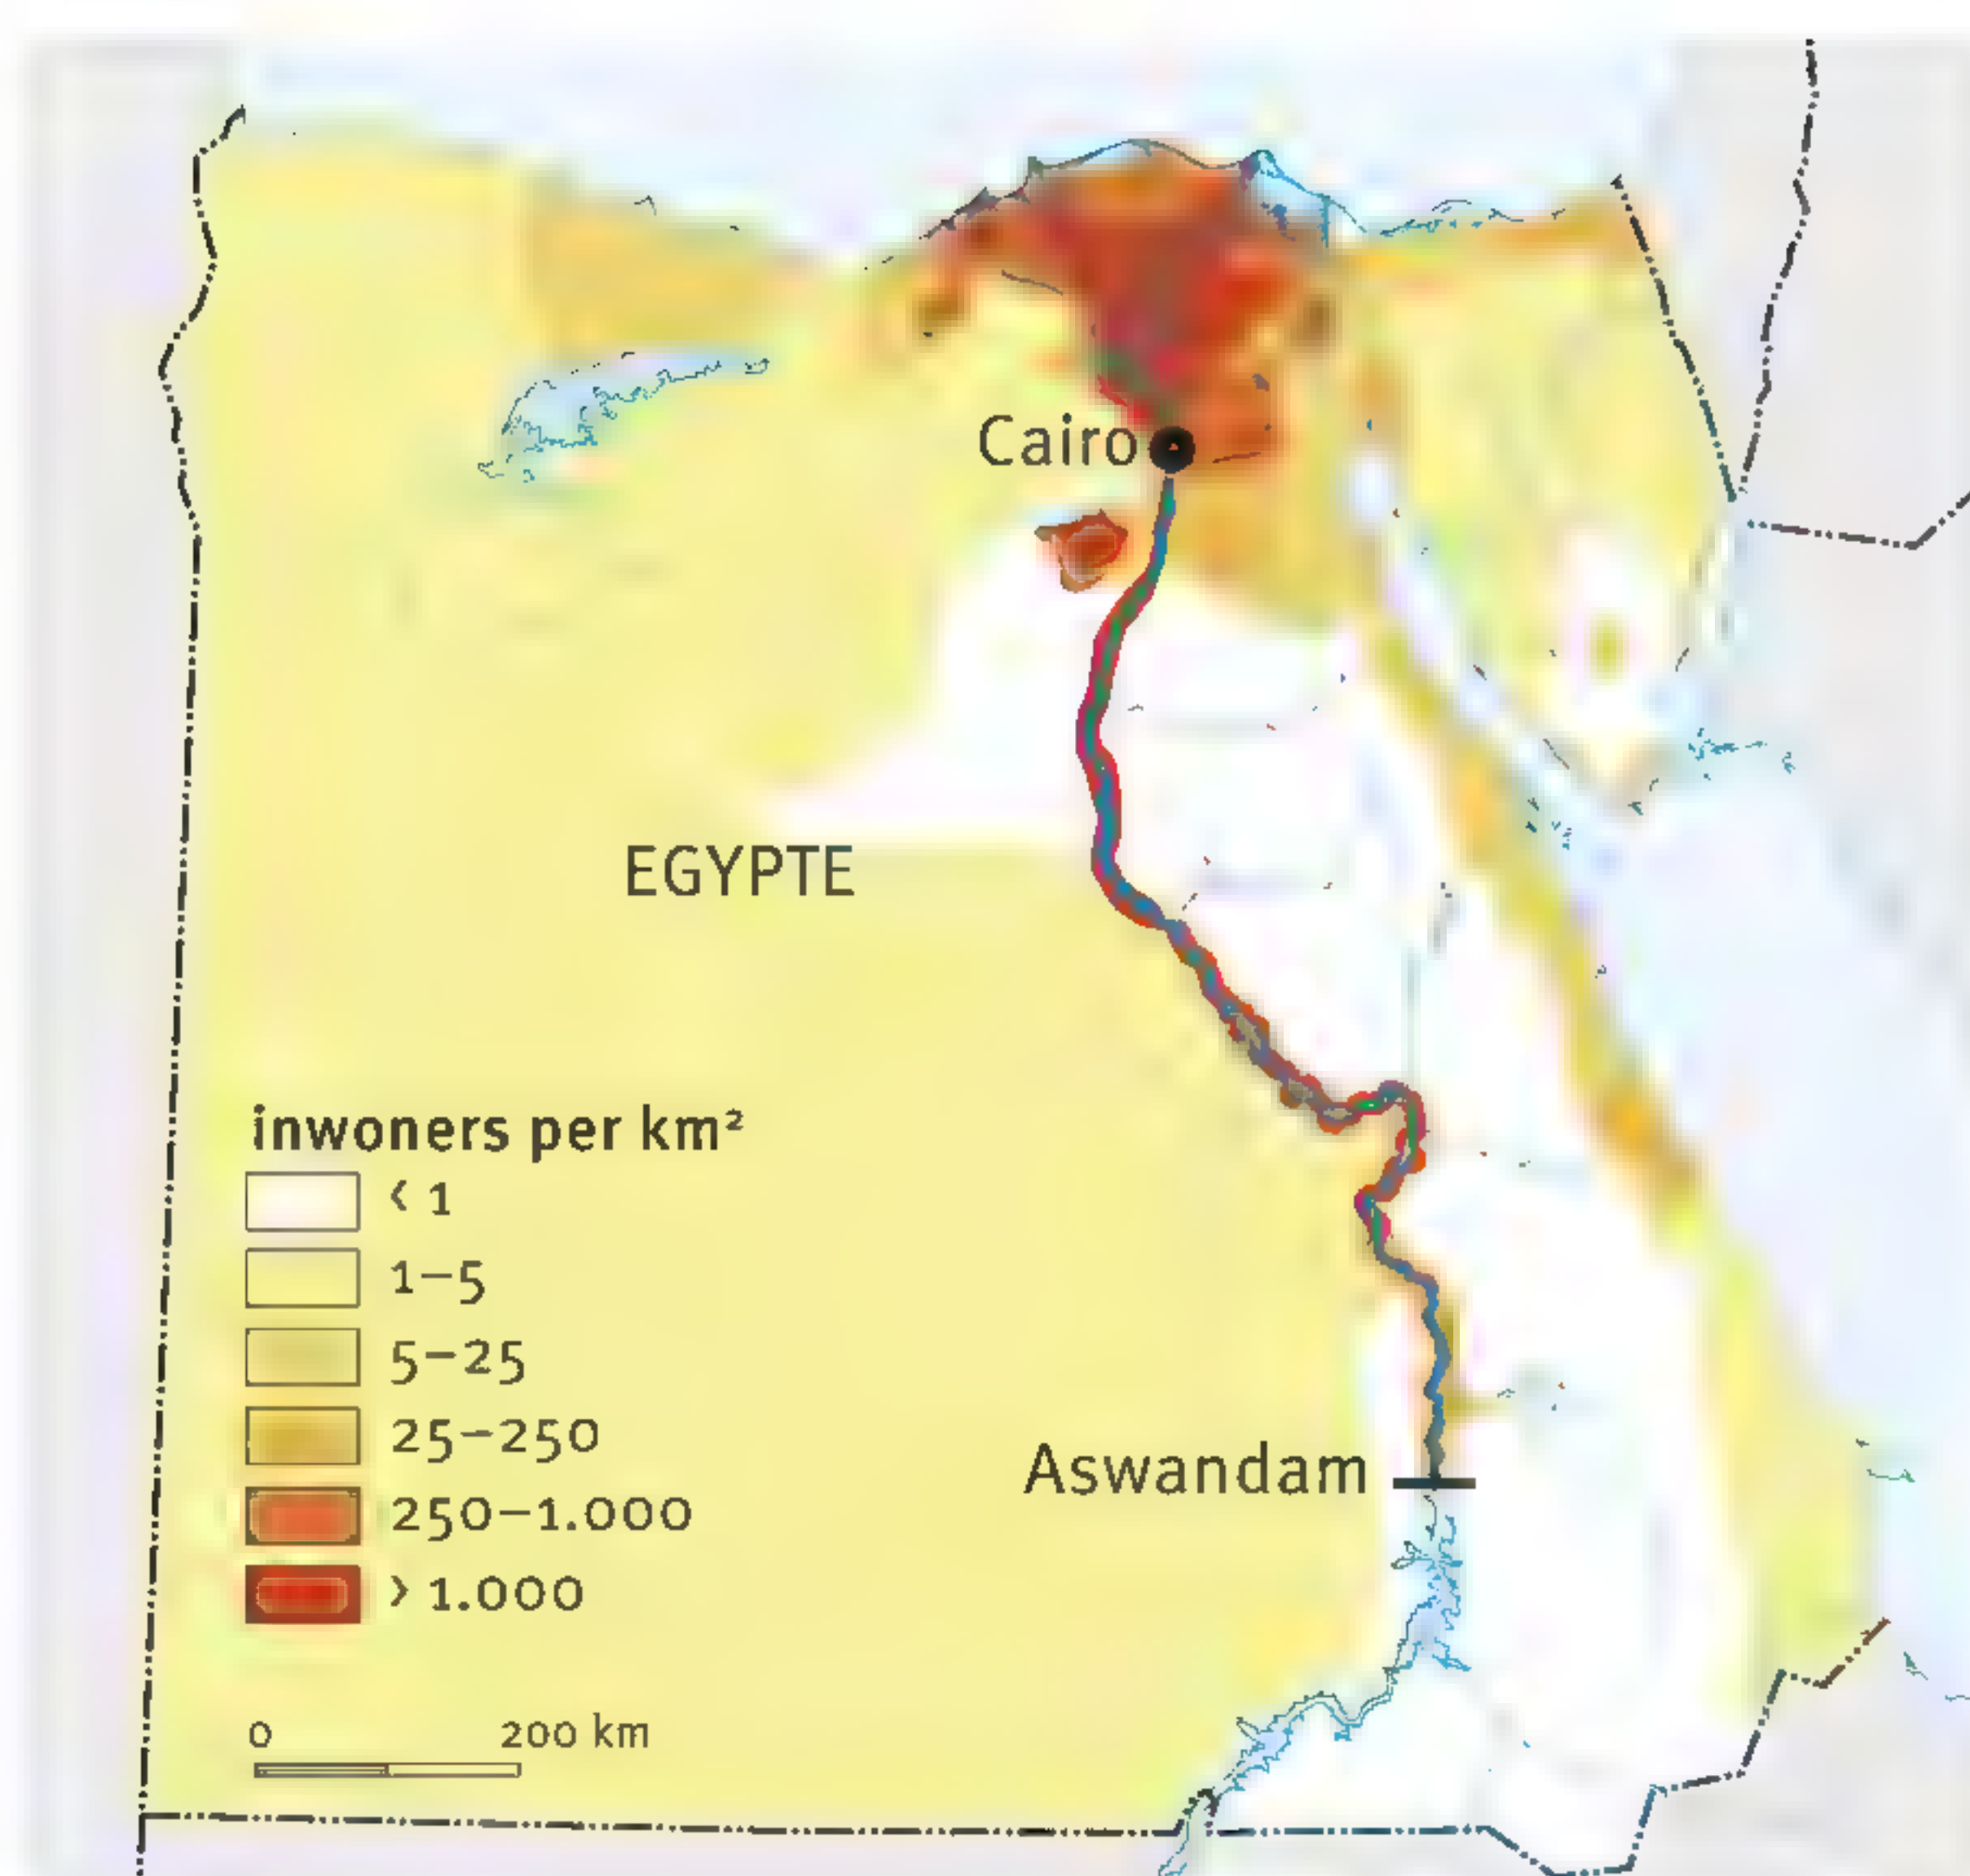 Cairo
EGYPTE
inwoners per km²
< 1
1–5
5–25
25–250
250–1.000
> 1.000
Aswandam
0 200 km